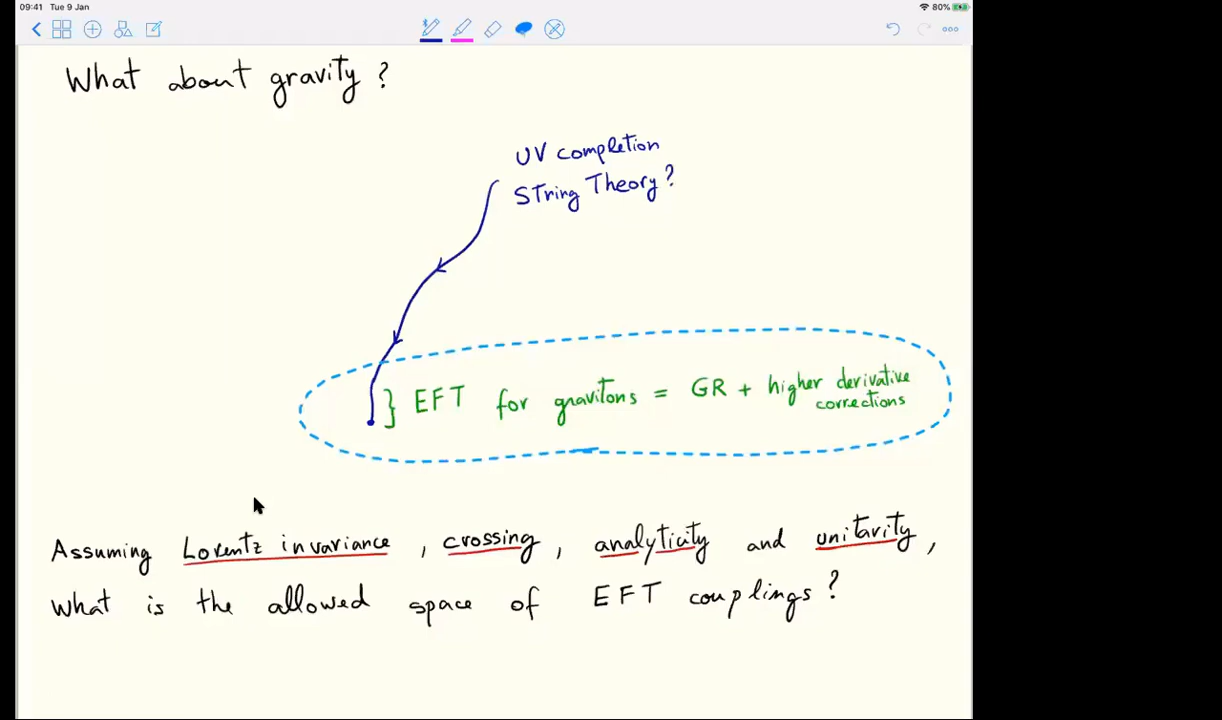 09:41 Tue 9 Jan
80%
What about gravity?
UV completion
STring Theory?
} EFT for gravitons = GR + higher derivative
corrections
Assuming Lorentz invariance, crossing, analyticity and unitarity,
What is the allowed space of EFT couplings?